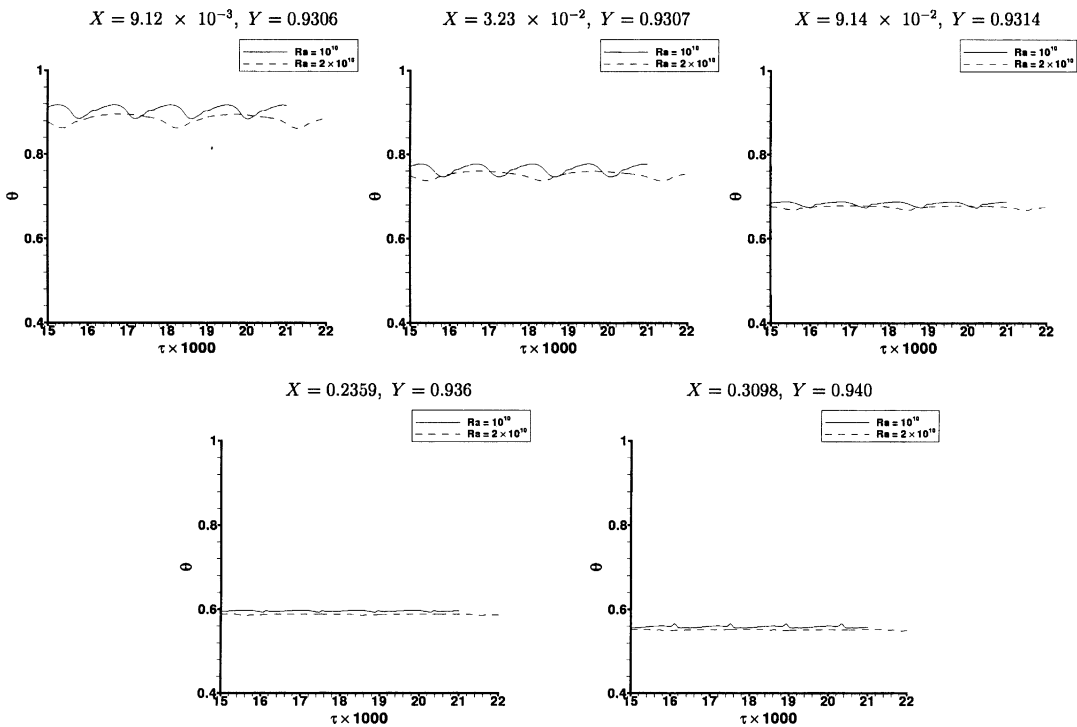 X = 9.12 × 10⁻³, Y = 0.9306
Ra = 10¹⁰
Ra = 2×10¹⁰
1
0.8
θ
0.6
0.4
15 16 17 18 19 20 21 22
τ×1000
X = 3.23 × 10⁻², Y = 0.9307
Ra = 10¹⁰
Ra = 2×10¹⁰
1
0.8
θ
0.6
0.4
15 16 17 18 19 20 21 22
τ×1000
X = 9.14 × 10⁻², Y = 0.9314
Ra = 10¹⁰
Ra = 2×10¹⁰
1
0.8
θ
0.6
0.4
15 16 17 18 19 20 21 22
τ×1000
X = 0.2359, Y = 0.936
Ra = 10¹⁰
Ra = 2×10¹⁰
1
0.8
θ
0.6
0.4
15 16 17 18 19 20 21 22
τ×1000
X = 0.3098, Y = 0.940
Ra = 10¹⁰
Ra = 2×10¹⁰
1
0.8
θ
0.6
0.4
15 16 17 18 19 20 21 22
τ×1000